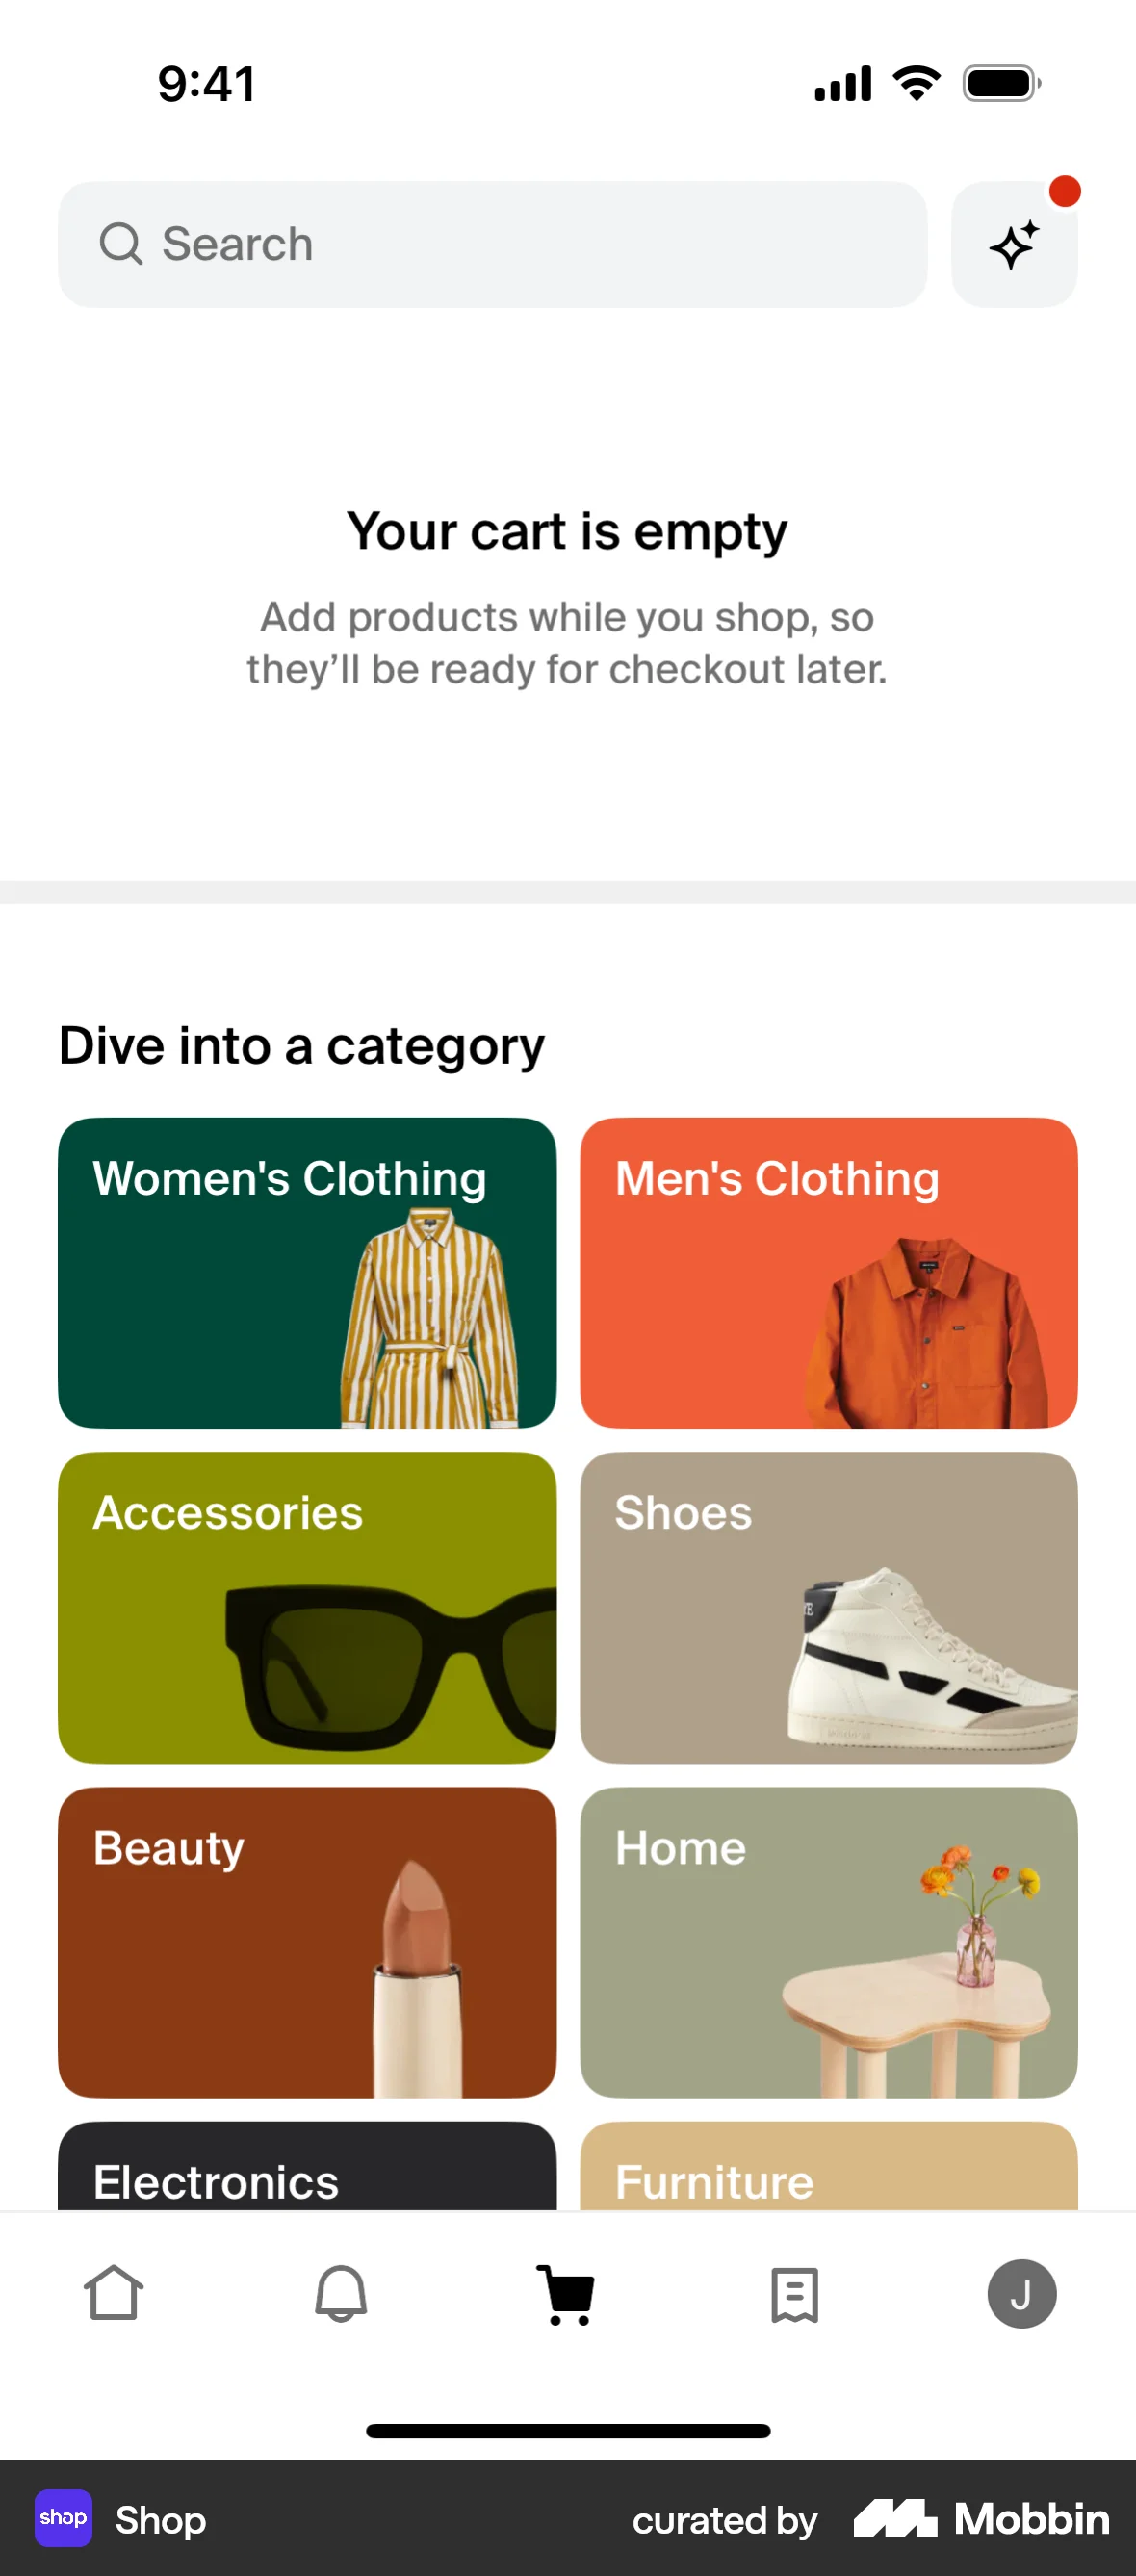 9:41
Search
Your cart is empty
Add products while you shop, so
they’ll be ready for checkout later.
Dive into a category
Women's Clothing
Men's Clothing
Accessories
Shoes
Beauty
Home
Electronics
Furniture
J
shop
Shop
curated by
Mobbin